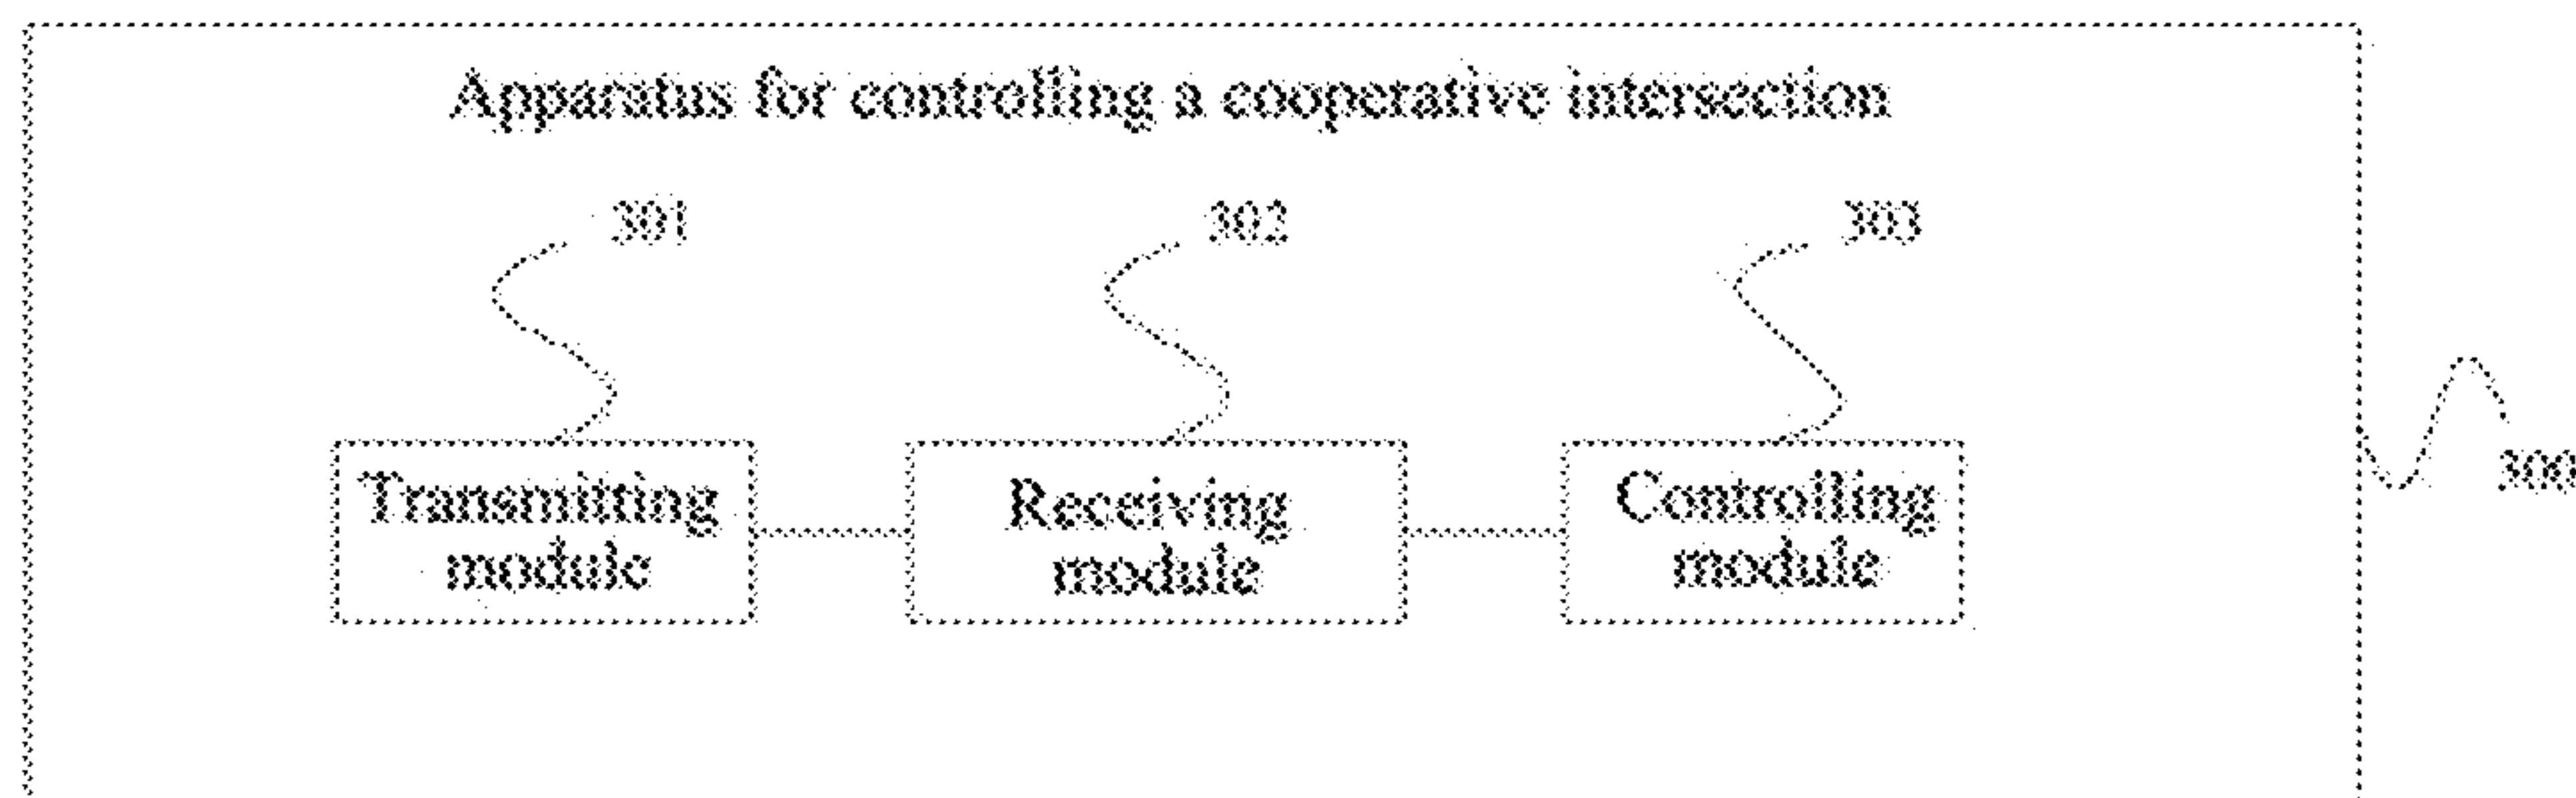 Apparatus for controlling a cooperative intersection
301
302
303
Transmitting
module
Receiving
module
Controlling
module
300